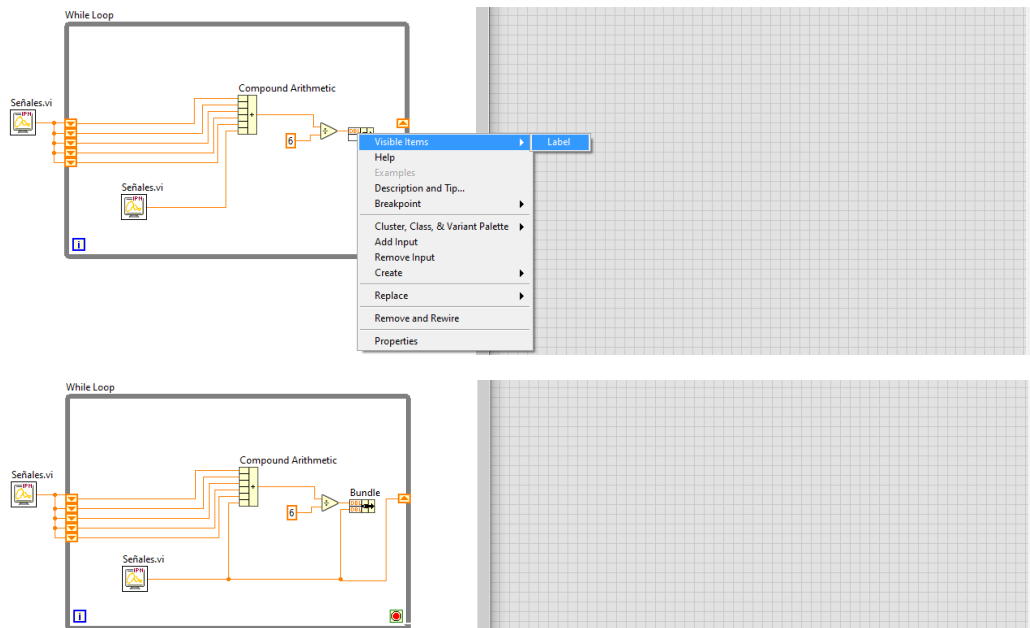 While Loop
Compound Arithmetic
Señales.vi
6
Señales.vi
i
Visible Items
Label
Help
Examples
Description and Tip...
Breakpoint
Cluster, Class, & Variant Palette
Add Input
Remove Input
Create
Replace
Remove and Rewire
Properties
While Loop
Compound Arithmetic
Señales.vi
Bundle
6
Señales.vi
i